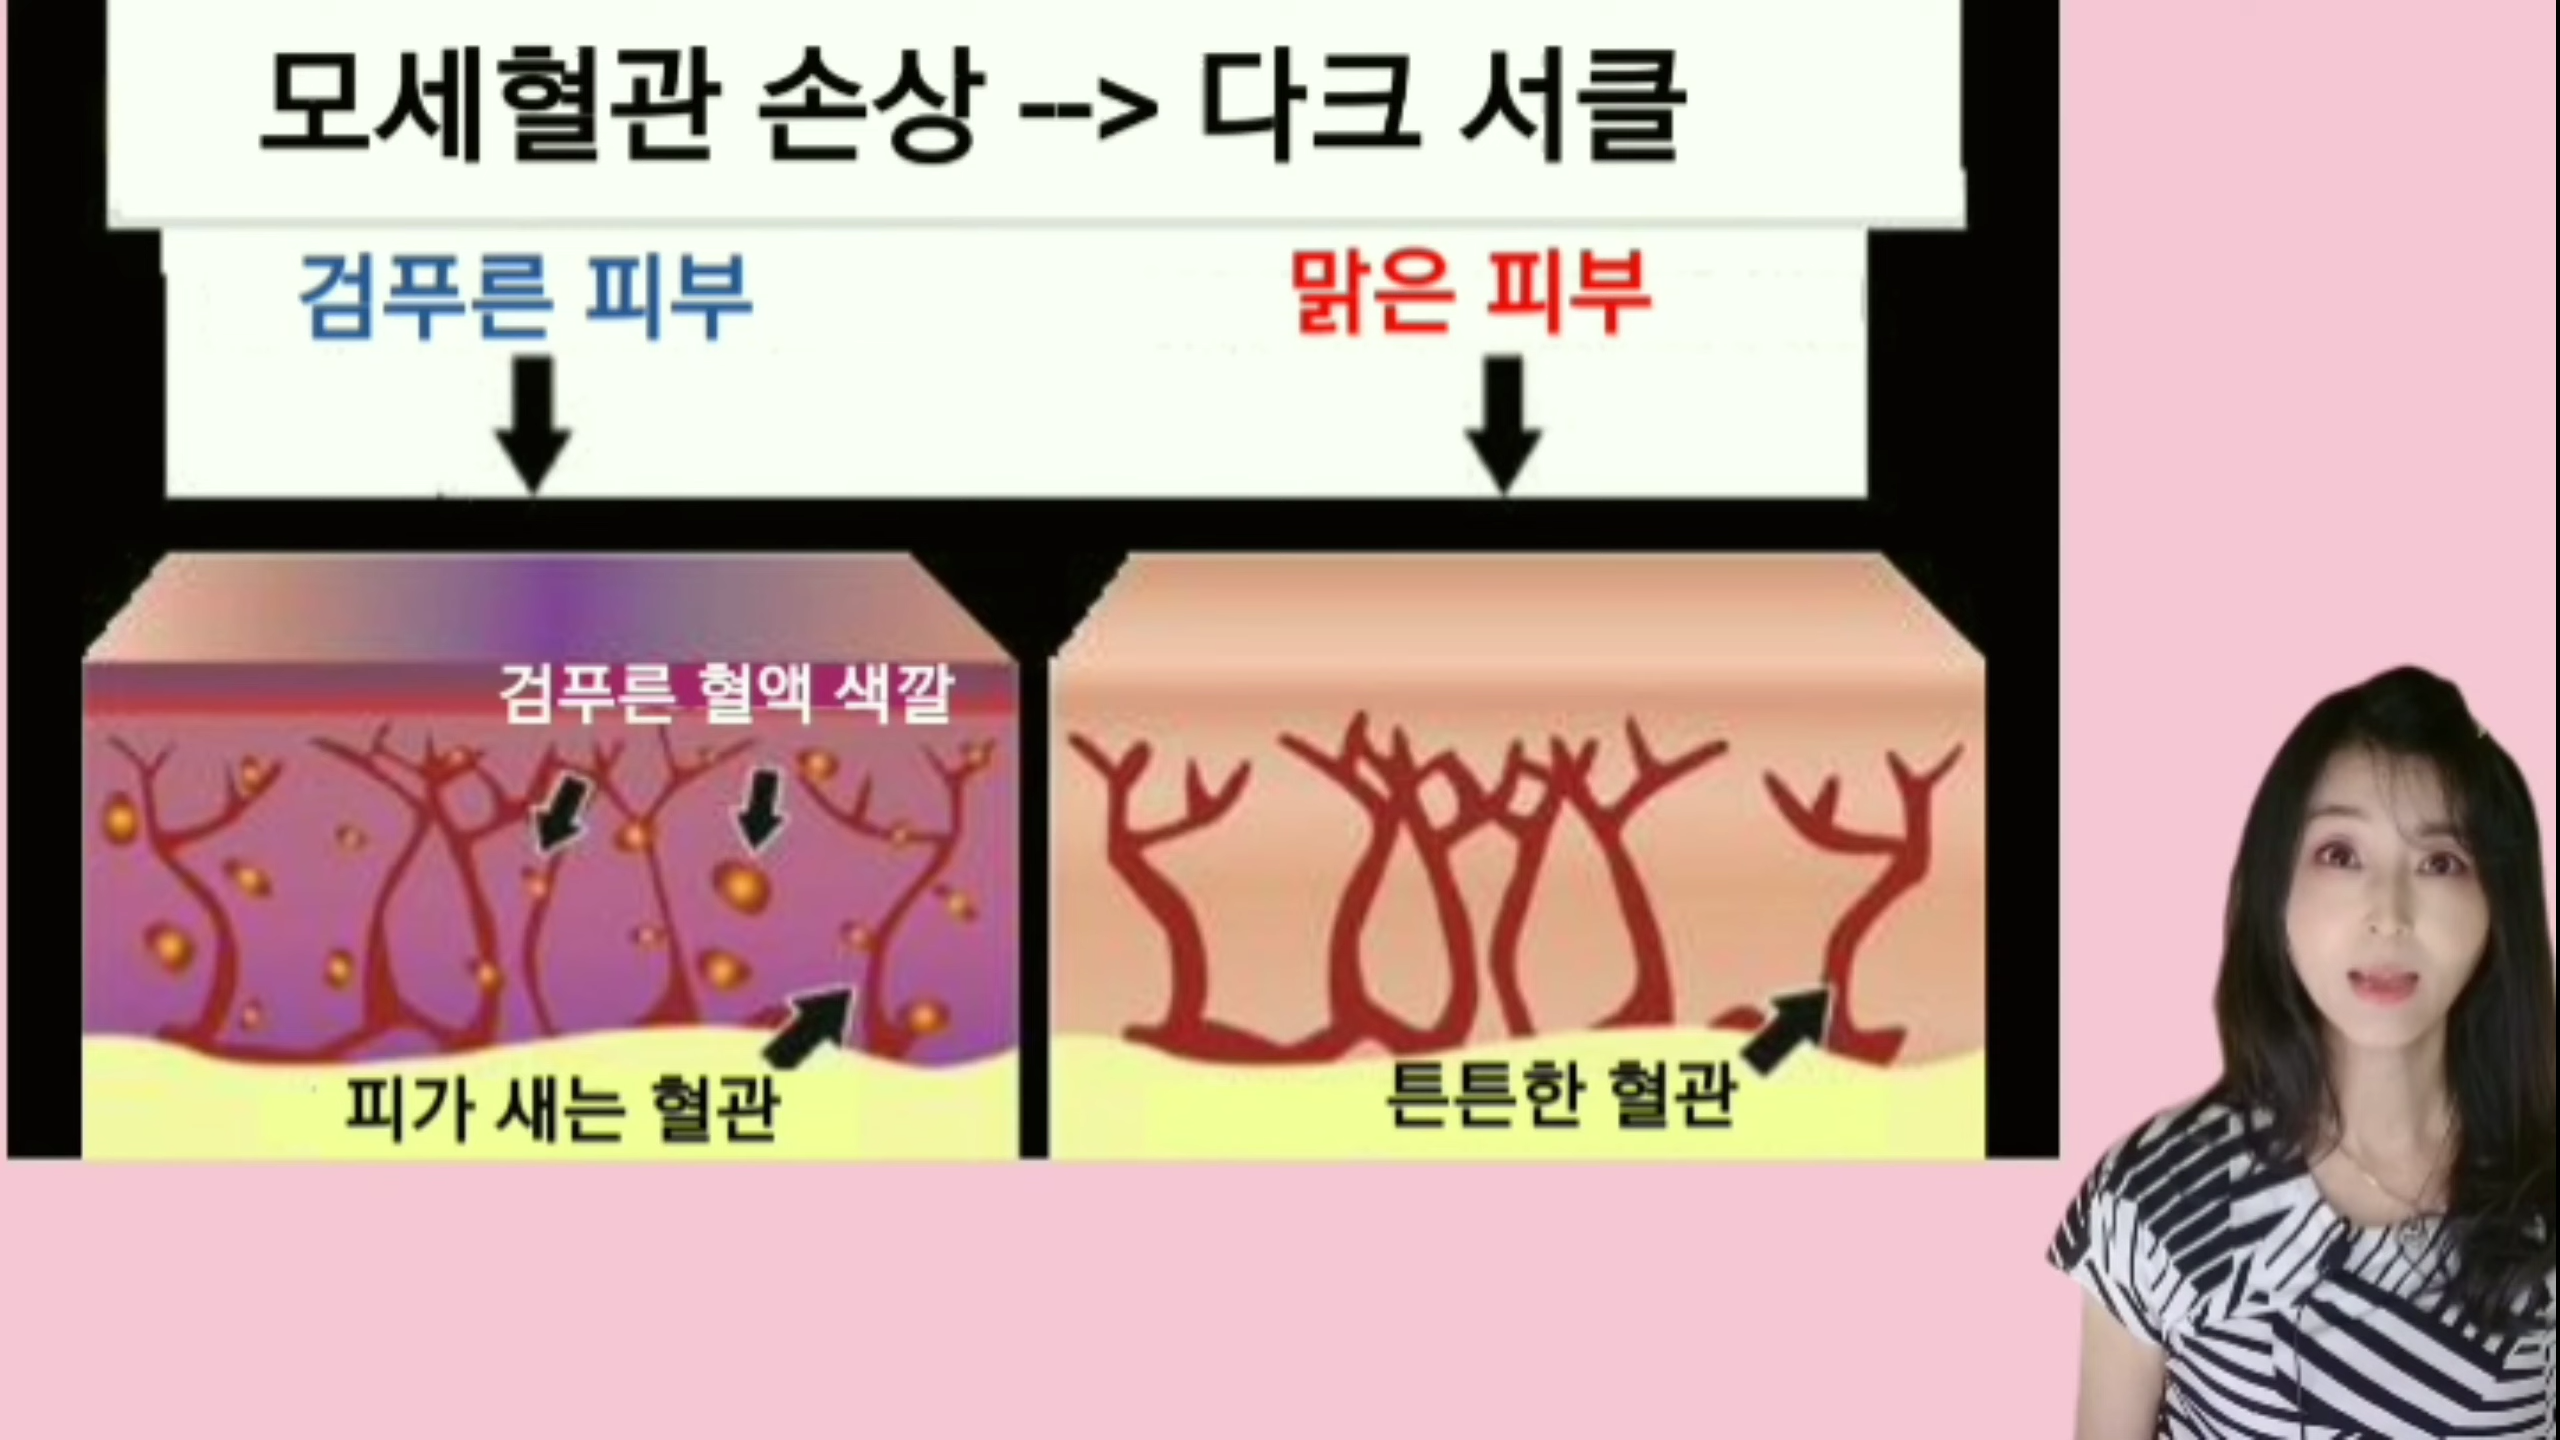 모세혈관 손상 --> 다크 서클
검푸른 피부
맑은 피부
검푸른 혈액 색깔
피가 새는 혈관
튼튼한 혈관